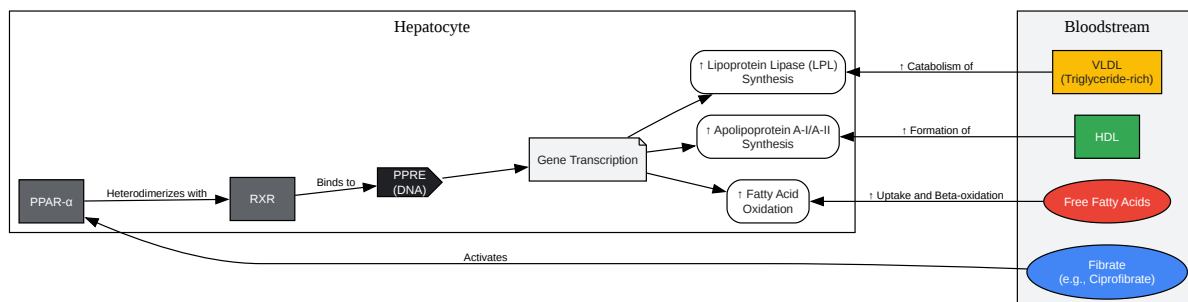 Hepatocyte
Bloodstream
↑ Lipoprotein Lipase (LPL)
Synthesis
↑ Catabolism of
VLDL
(Triglyceride-rich)
↑ Apolipoprotein A-I/A-II
Synthesis
↑ Formation of
HDL
Gene Transcription
PPAR-α
Heterodimerizes with
RXR
Binds to
PPRE
(DNA)
↑ Fatty Acid
Oxidation
↑ Uptake and Beta-oxidation
Free Fatty Acids
Activates
Fibrate
(e.g., Ciprofibrate)